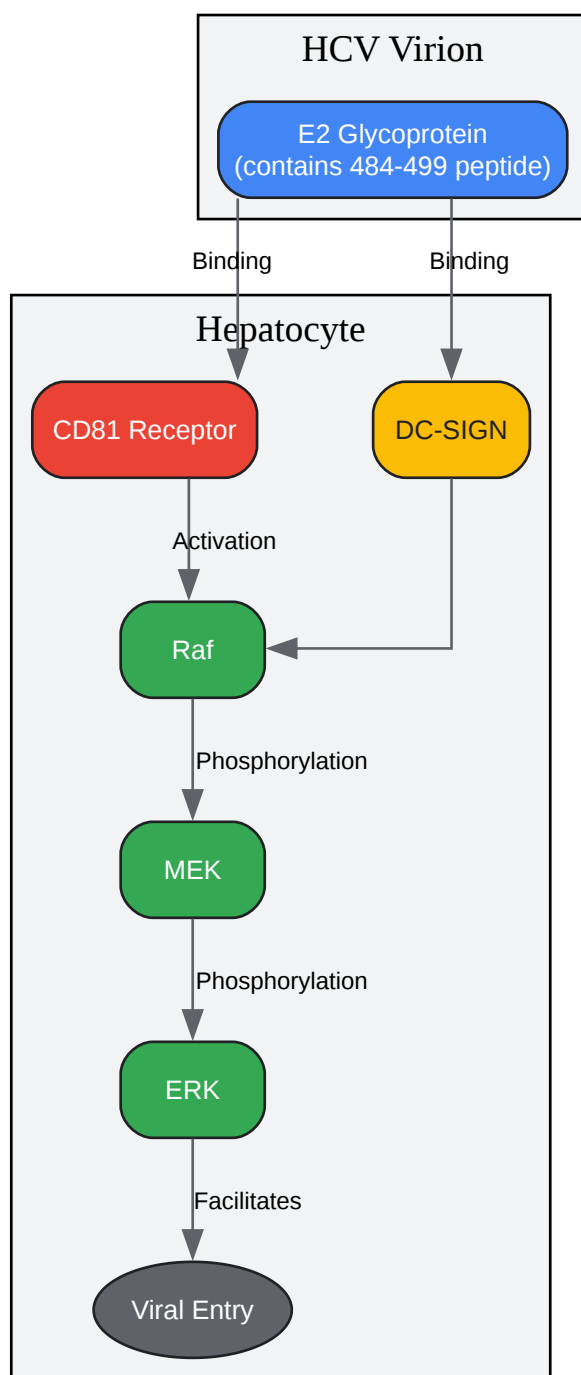 HCV Virion
E2 Glycoprotein
(contains 484-499 peptide)
Binding
Binding
Hepatocyte
CD81 Receptor
DC-SIGN
Activation
Raf
Phosphorylation
MEK
Phosphorylation
ERK
Facilitates
Viral Entry